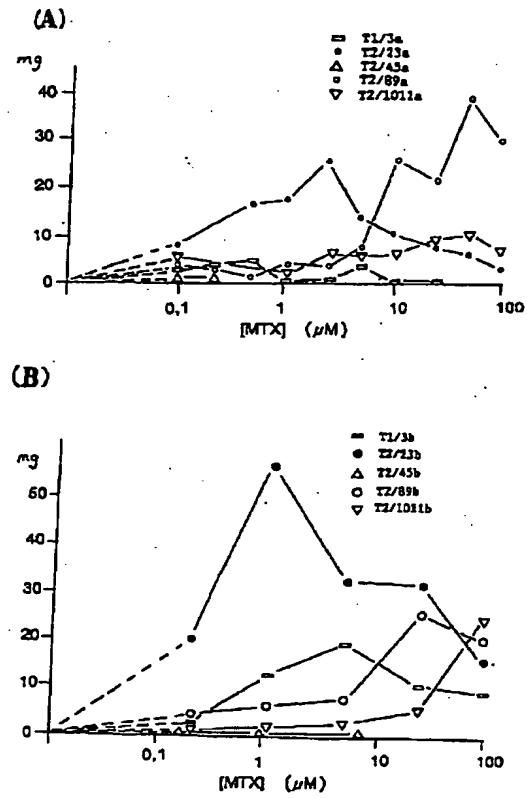 (A)
mg
T1/3a
T2/23a
T2/45a
T2/89a
T2/1011a
40
30
20
10
0
0,1
1
10
100
[MTX] (μM)
(B)
mg
T1/3b
T2/23b
T2/45b
T2/89b
T2/1011b
50
40
30
20
10
0
0,1
1
10
100
[MTX] (μM)